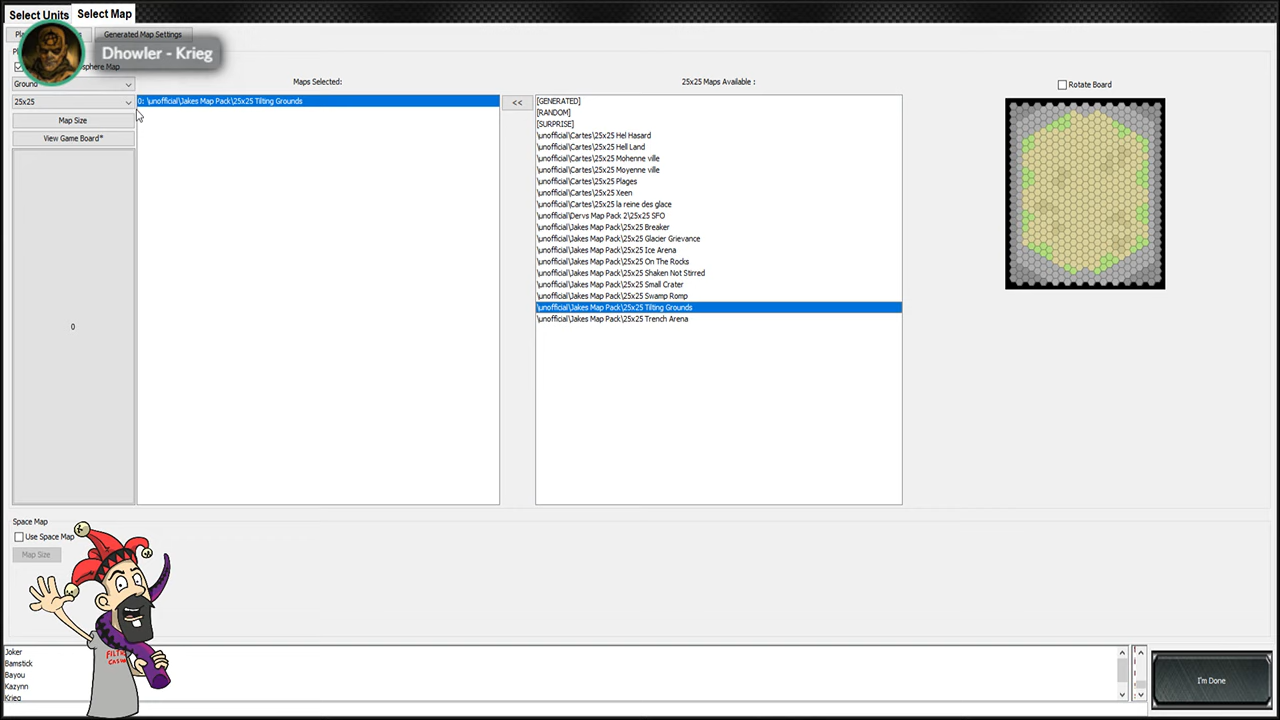 Select Units
Select Map
Generated Map Settings
Dhowler - Krieg
sphere Map
Ground
25x25
Map Size
View Game Board*
0
Maps Selected:
0: \unofficial\Jakes Map Pack\25x25 Tilting Grounds
<<
25x25 Maps Available :
[GENERATED]
[RANDOM]
[SURPRISE]
\unofficial\Cartes\25x25 Hel Hasard
\unofficial\Cartes\25x25 Hell Land
\unofficial\Cartes\25x25 Mohenne ville
\unofficial\Cartes\25x25 Moyenne ville
\unofficial\Cartes\25x25 Plages
\unofficial\Cartes\25x25 Xeen
\unofficial\Cartes\25x25 la reine des glace
\unofficial\Dervs Map Pack 2\25x25 SFO
\unofficial\Jakes Map Pack\25x25 Breaker
\unofficial\Jakes Map Pack\25x25 Glacier Grievance
\unofficial\Jakes Map Pack\25x25 Ice Arena
\unofficial\Jakes Map Pack\25x25 On The Rocks
\unofficial\Jakes Map Pack\25x25 Shaken Not Stirred
\unofficial\Jakes Map Pack\25x25 Small Crater
\unofficial\Jakes Map Pack\25x25 Swamp Romp
\unofficial\Jakes Map Pack\25x25 Tilting Grounds
\unofficial\Jakes Map Pack\25x25 Trench Arena
Rotate Board
Space Map
Use Space Map
Map Size
Joker
Bamstick
Bayou
Kazynn
Krieg
I'm Done